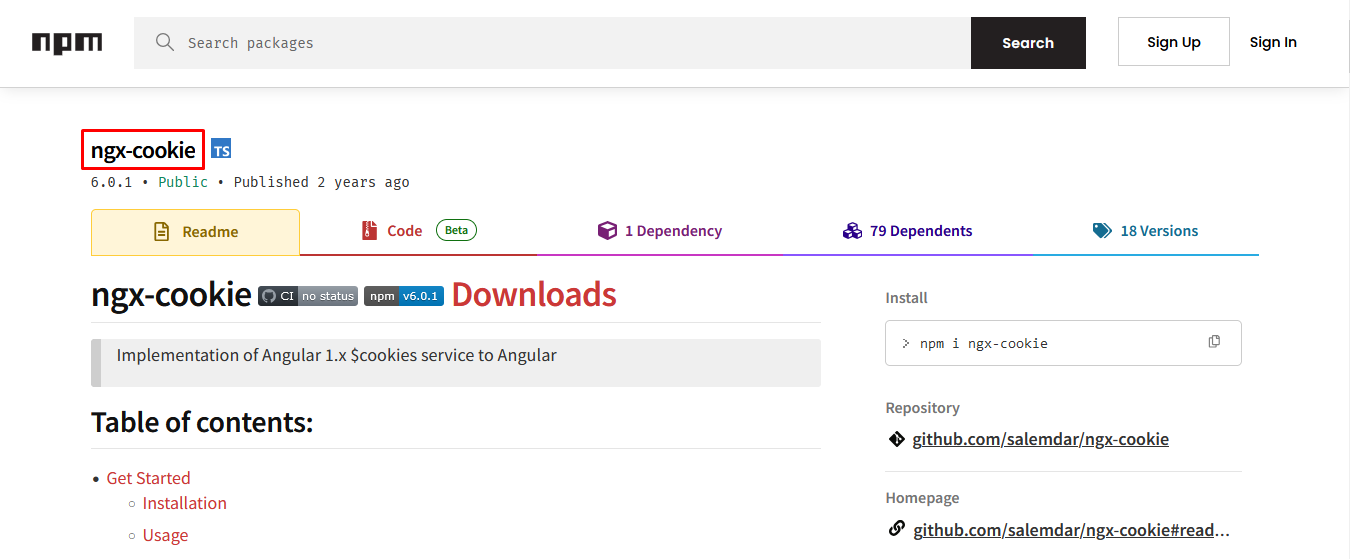 npm
Search packages
Search
Sign Up
Sign In
ngx-cookie TS
6.0.1 • Public • Published 2 years ago
Readme
Code Beta
1 Dependency
79 Dependents
18 Versions
ngx-cookie CI no status npm v6.0.1 Downloads
Implementation of Angular 1.x $cookies service to Angular
Table of contents:
• Get Started
○ Installation
○ Usage
Install
> npm i ngx-cookie
Repository
github.com/salemdar/ngx-cookie
Homepage
github.com/salemdar/ngx-cookie#read...